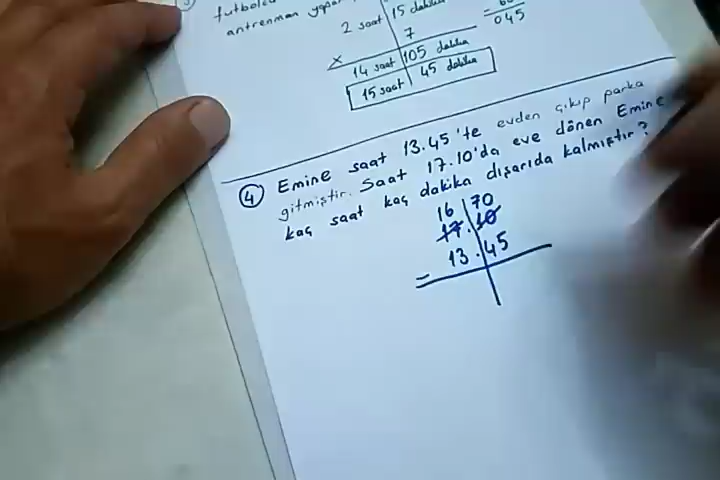 futbolcu
antrenman yapar
2 saat 15 dakika
7
x
14 saat 105 dakika
15 saat 45 dakika
= 045
4 Emine saat 13.45'te evden çıkıp parka
gitmiştir. Saat 17.10'da eve dönen Emine
kaç saat kaç dakika dışarıda kalmıştır?
16 70
17.10
13.45
=